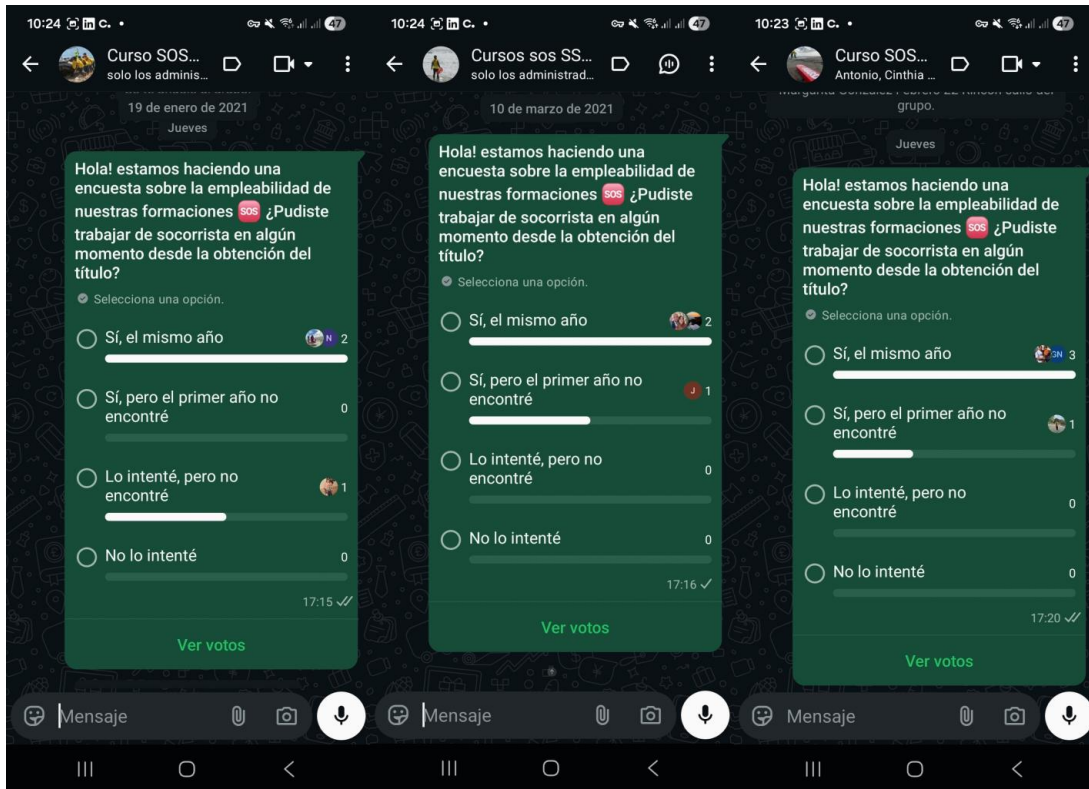 10:24 in C. •
47
Curso SOS...
solo los adminis...
19 de enero de 2021
Jueves
Hola! estamos haciendo una
encuesta sobre la empleabilidad de
nuestras formaciones SOS ¿Pudiste
trabajar de socorrista en algún
momento desde la obtención del
título?
Selecciona una opción.
Sí, el mismo año
N 2
Sí, pero el primer año no
encontré
0
Lo intenté, pero no
encontré
1
No lo intenté
0
17:15
Ver votos
Mensaje
10:24 in C. •
47
Cursos sos SS...
solo los administrad...
10 de marzo de 2021
Hola! estamos haciendo una
encuesta sobre la empleabilidad de
nuestras formaciones SOS ¿Pudiste
trabajar de socorrista en algún
momento desde la obtención del
título?
Selecciona una opción.
Sí, el mismo año
2
Sí, pero el primer año no
encontré
J 1
Lo intenté, pero no
encontré
0
No lo intenté
0
17:16
Ver votos
Mensaje
10:23 in C. •
47
Curso SOS...
Antonio, Cinthia ...
grupo.
Jueves
Hola! estamos haciendo una
encuesta sobre la empleabilidad de
nuestras formaciones SOS ¿Pudiste
trabajar de socorrista en algún
momento desde la obtención del
título?
Selecciona una opción.
Sí, el mismo año
GN 3
Sí, pero el primer año no
encontré
1
Lo intenté, pero no
encontré
0
No lo intenté
0
17:20
Ver votos
Mensaje